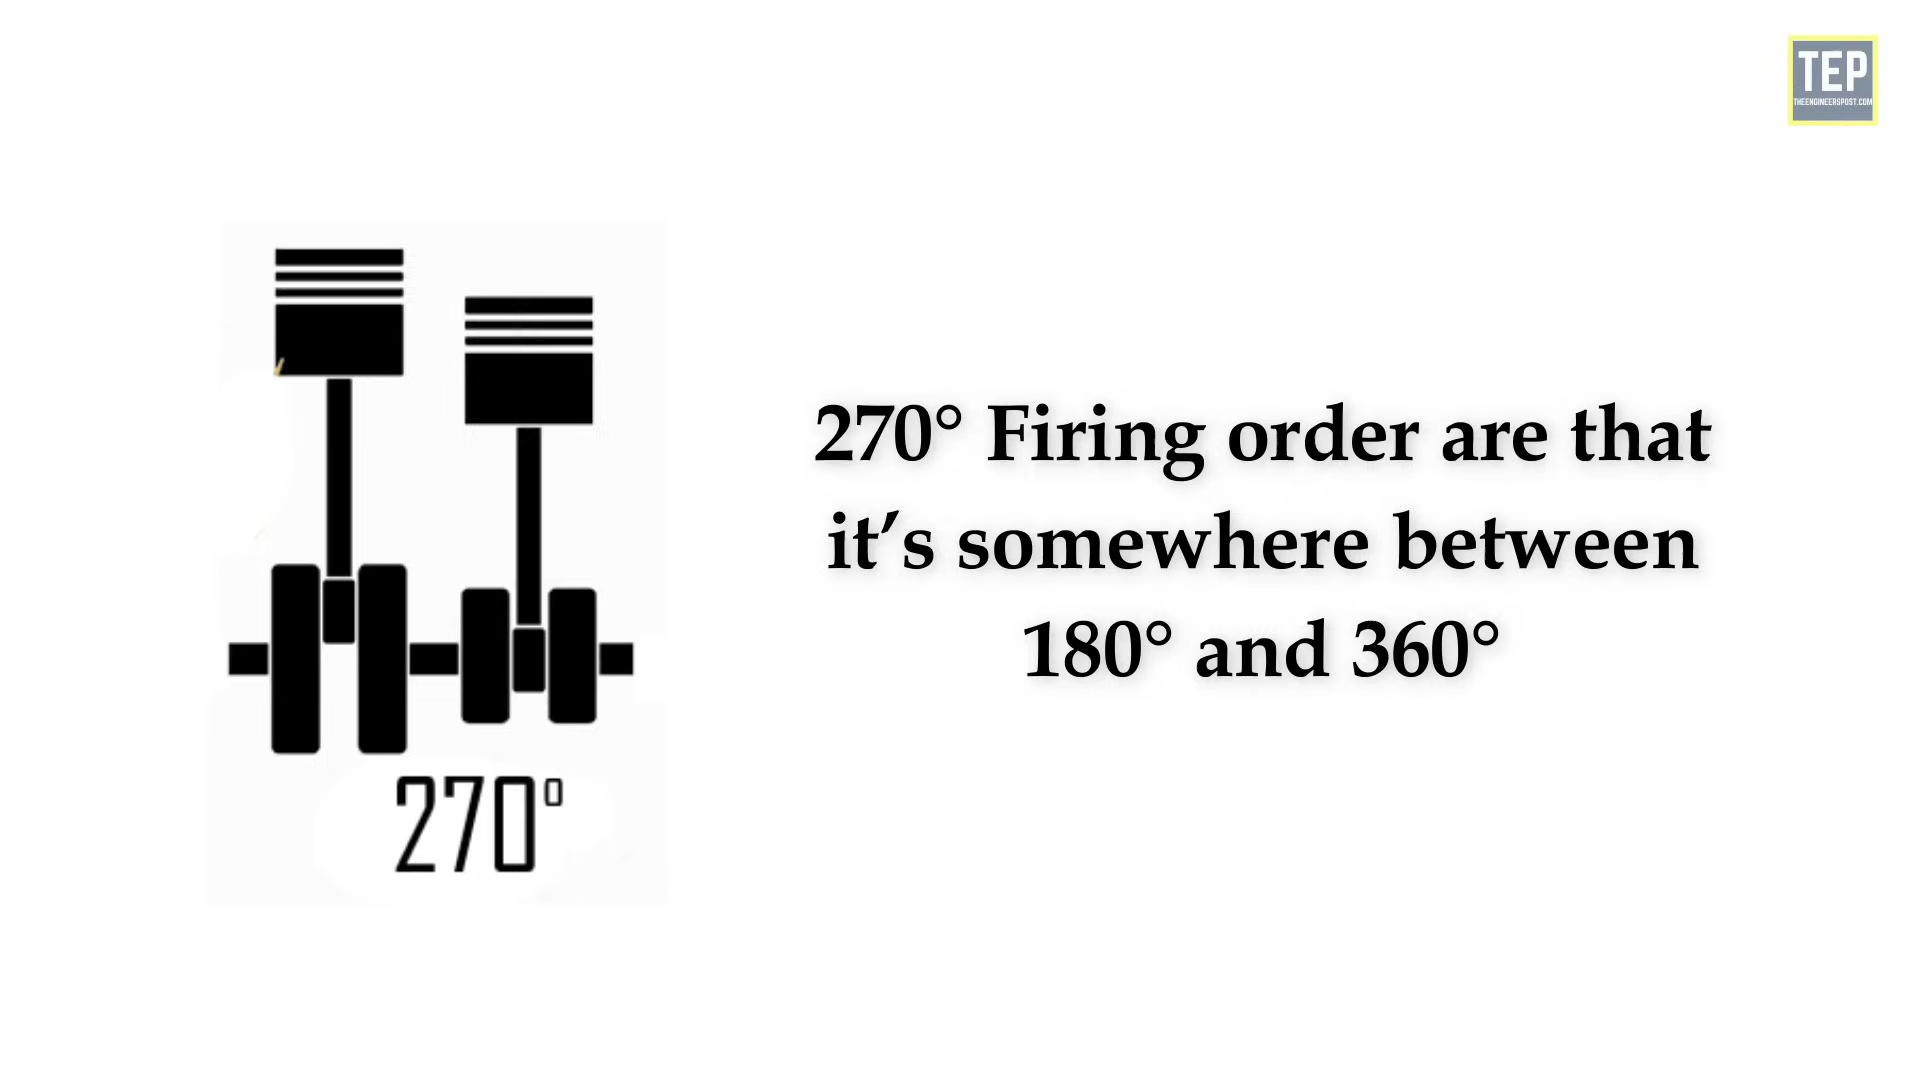 TEP
THEENGINEERSPOST.COM
270° Firing order are that
it’s somewhere between
180° and 360°
270°